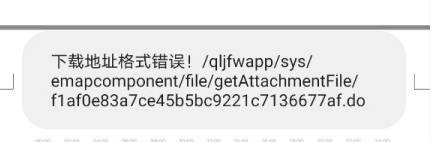 下载地址格式错误！/qljfwapp/sys/
emapcomponent/file/getAttachmentFile/
f1af0e83a7ce45b5bc9221c7136677af.do